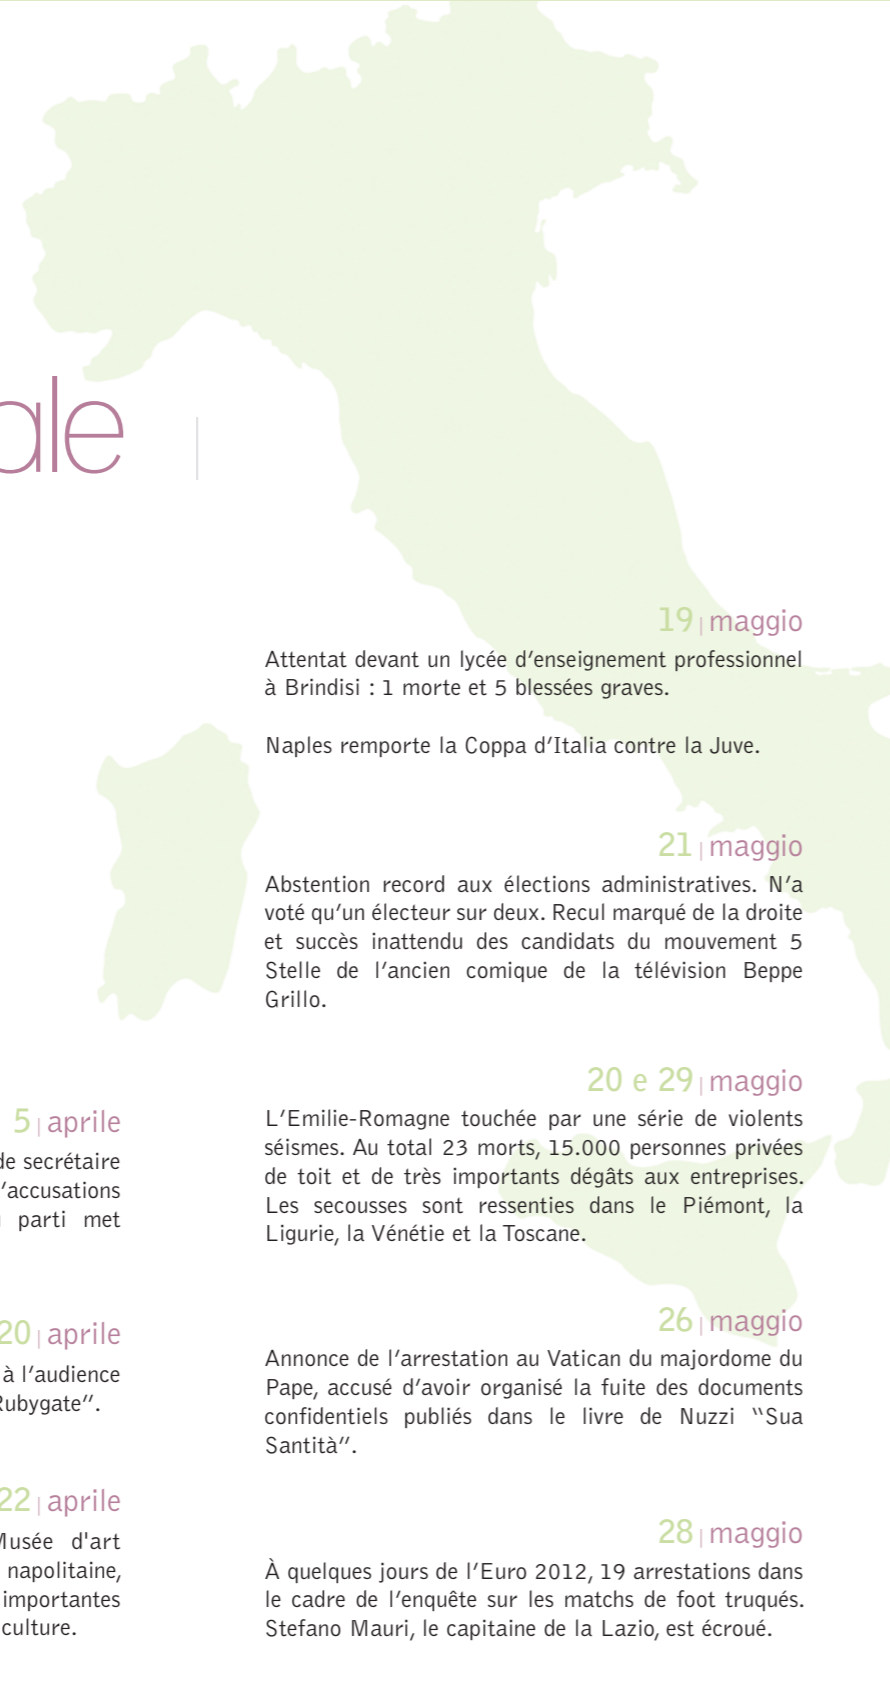 ale
5 | aprile
de secrétaire
'accusations
parti met
20 | aprile
à l'audience
Rubygate".
22 | aprile
Musée d'art
napolitaine,
importantes
culture.
19 | maggio
Attentat devant un lycée d'enseignement professionnel
à Brindisi : 1 morte et 5 blessées graves.
Naples remporte la Coppa d'Italia contre la Juve.
21 | maggio
Abstention record aux élections administratives. N'a
voté qu'un électeur sur deux. Recul marqué de la droite
et succès inattendu des candidats du mouvement 5
Stelle de l'ancien comique de la télévision Beppe
Grillo.
20 e 29 | maggio
L'Emilie-Romagne touchée par une série de violents
séismes. Au total 23 morts, 15.000 personnes privées
de toit et de très importants dégâts aux entreprises.
Les secousses sont ressenties dans le Piémont, la
Ligurie, la Vénétie et la Toscane.
26 | maggio
Annonce de l'arrestation au Vatican du majordome du
Pape, accusé d'avoir organisé la fuite des documents
confidentiels publiés dans le livre de Nuzzi "Sua
Santità".
28 | maggio
À quelques jours de l'Euro 2012, 19 arrestations dans
le cadre de l'enquête sur les matchs de foot truqués.
Stefano Mauri, le capitaine de la Lazio, est écroué.